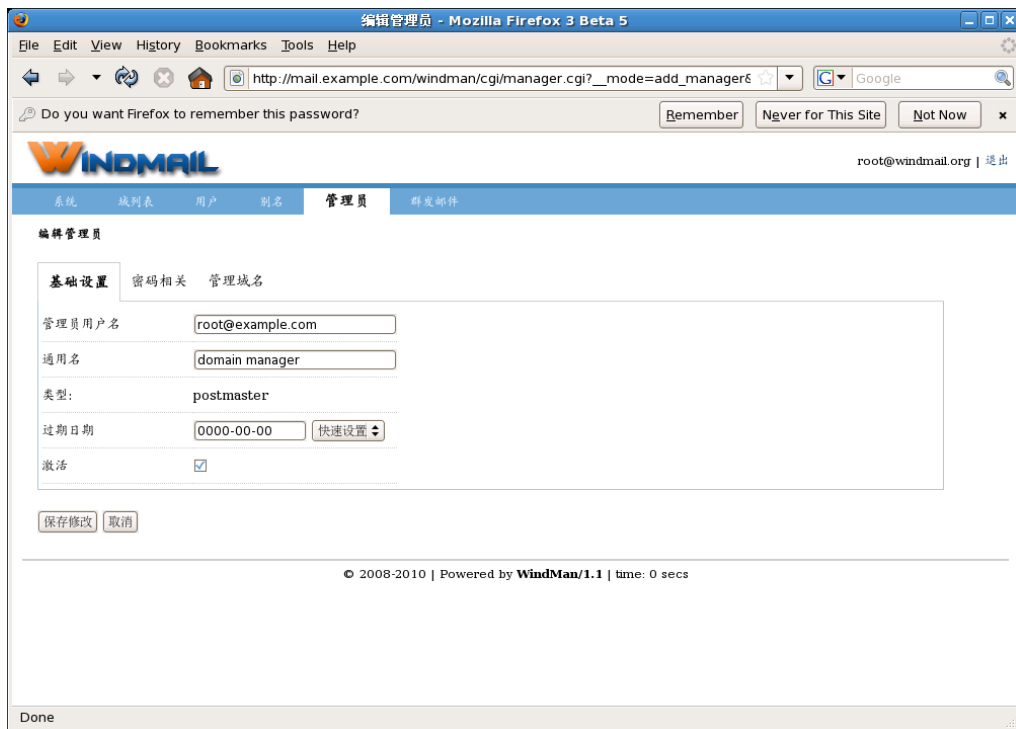 编辑管理员 - Mozilla Firefox 3 Beta 5
File Edit View History Bookmarks Tools Help
http://mail.example.com/windman/cgi/manager.cgi?__mode=add_manager& G Google
Do you want Firefox to remember this password? Remember Never for This Site Not Now
WINDMAIL
root@windmail.org | 退出
系统 域列表 用户 别名 管理员 群发邮件
编辑管理员
基础设置 密码相关 管理域名
管理员用户名 root@example.com
通用名 domain manager
类型: postmaster
过期日期 0000-00-00 快速设置
激活
保存修改 取消
© 2008-2010 | Powered by WindMan/1.1 | time: 0 secs
Done